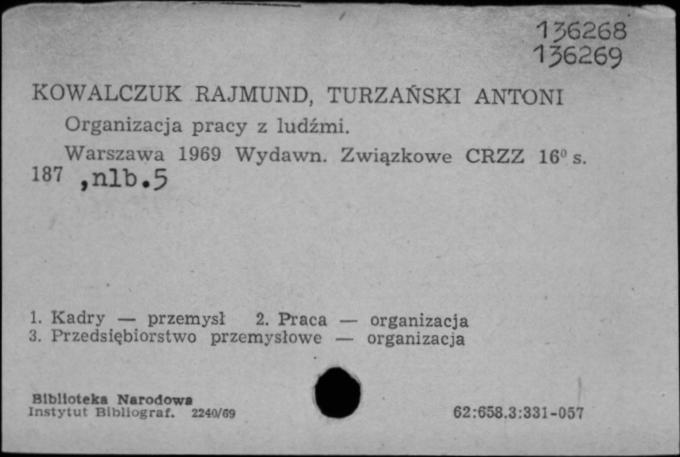 136268
136269
KOWALCZUK RAJMUND, TURZAŃSKI ANTONI
Organizacja pracy z ludźmi.
Warszawa 1969 Wydawn. Związkowe CRZZ 16⁰ s.
187 ,nlb.5
1. Kadry — przemysł 2. Praca — organizacja
3. Przedsiębiorstwo przemysłowe — organizacja
Biblioteka Narodowa
Instytut Bibliograf. 2240/69 62:658.3:331-057